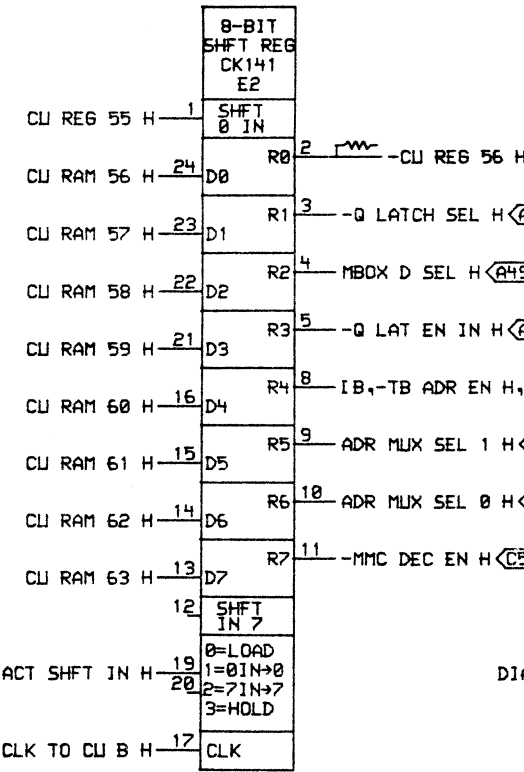 8-BIT
SHFT REG
CK141
E2
CU REG 55 H 1 SHFT
0 IN
R0 2 -CU REG 56 H
CU RAM 56 H 24 D0
R1 3 -Q LATCH SEL H
CU RAM 57 H 23 D1
R2 4 MBOX D SEL H A49
CU RAM 58 H 22 D2
R3 5 -Q LAT EN IN H
CU RAM 59 H 21 D3
R4 8 IB,-TB ADR EN H,
CU RAM 60 H 16 D4
R5 9 ADR MUX SEL 1 H
CU RAM 61 H 15 D5
R6 10 ADR MUX SEL 0 H
CU RAM 62 H 14 D6
R7 11 -MMC DEC EN H C5
CU RAM 63 H 13 D7
12 SHFT
IN 7
0=LOAD
ACT SHFT IN H 19 1=0IN→0
20 2=7IN→7
3=HOLD
DIA
CLK TO CU B H 17 CLK